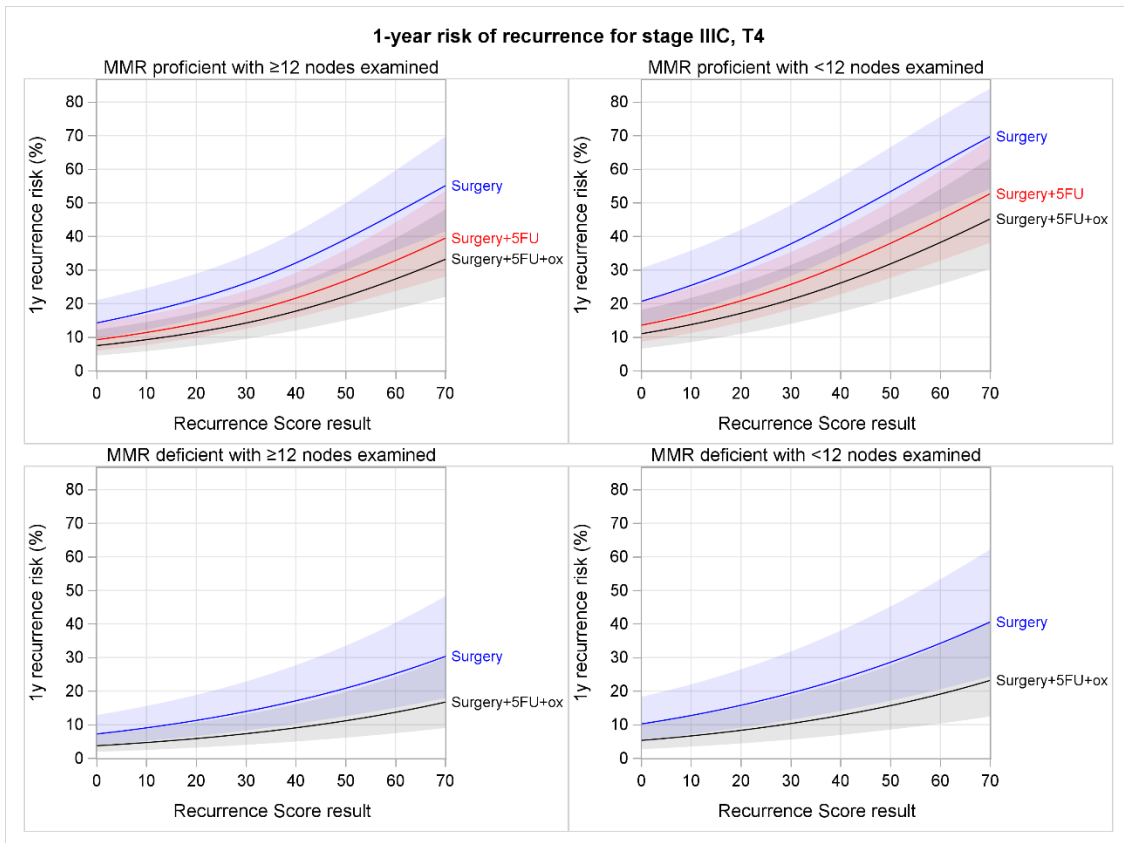 1-year risk of recurrence for stage IIIC, T4
MMR proficient with ≥12 nodes examined
1y recurrence risk (%)
80
70
60
50
40
30
20
10
0
Surgery
Surgery+5FU
Surgery+5FU+ox
0 10 20 30 40 50 60 70
Recurrence Score result
MMR proficient with <12 nodes examined
1y recurrence risk (%)
80
70
60
50
40
30
20
10
0
Surgery
Surgery+5FU
Surgery+5FU+ox
0 10 20 30 40 50 60 70
Recurrence Score result
MMR deficient with ≥12 nodes examined
1y recurrence risk (%)
80
70
60
50
40
30
20
10
0
Surgery
Surgery+5FU+ox
0 10 20 30 40 50 60 70
Recurrence Score result
MMR deficient with <12 nodes examined
1y recurrence risk (%)
80
70
60
50
40
30
20
10
0
Surgery
Surgery+5FU+ox
0 10 20 30 40 50 60 70
Recurrence Score result